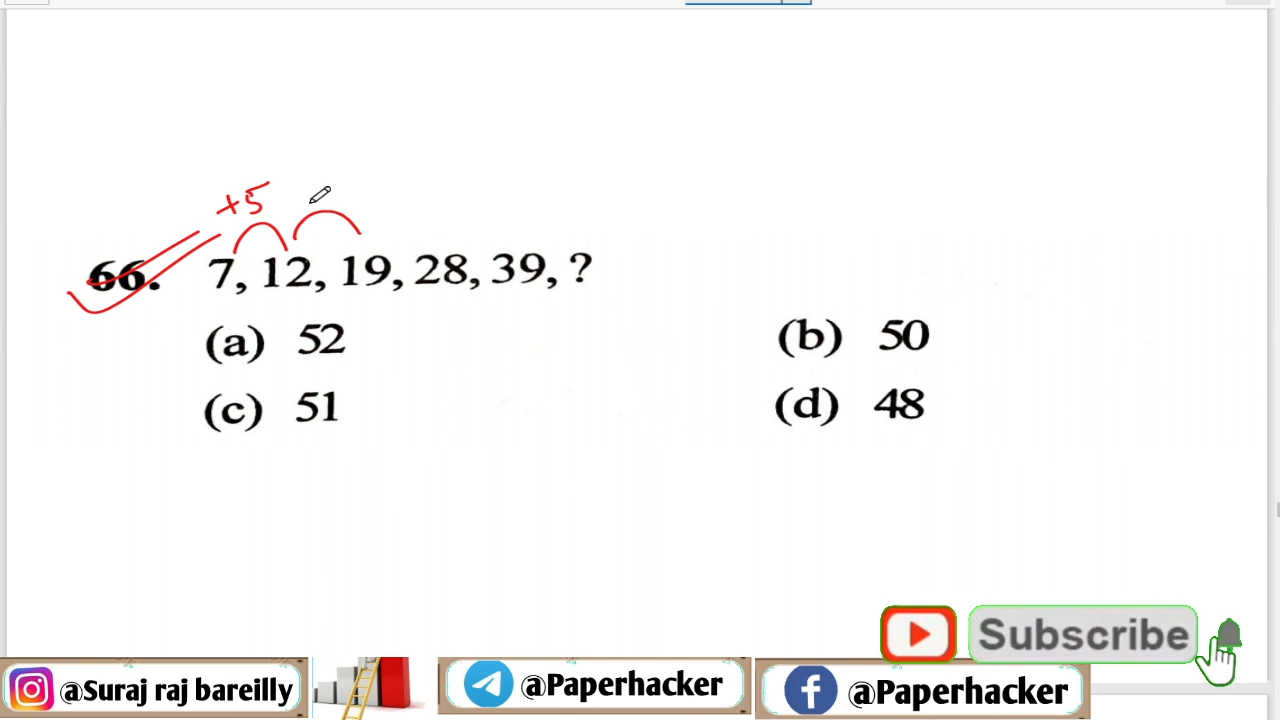 +5
66. 7, 12, 19, 28, 39, ?
(a) 52
(b) 50
(c) 51
(d) 48
Subscribe
@Suraj raj bareilly
@Paperhacker
@Paperhacker